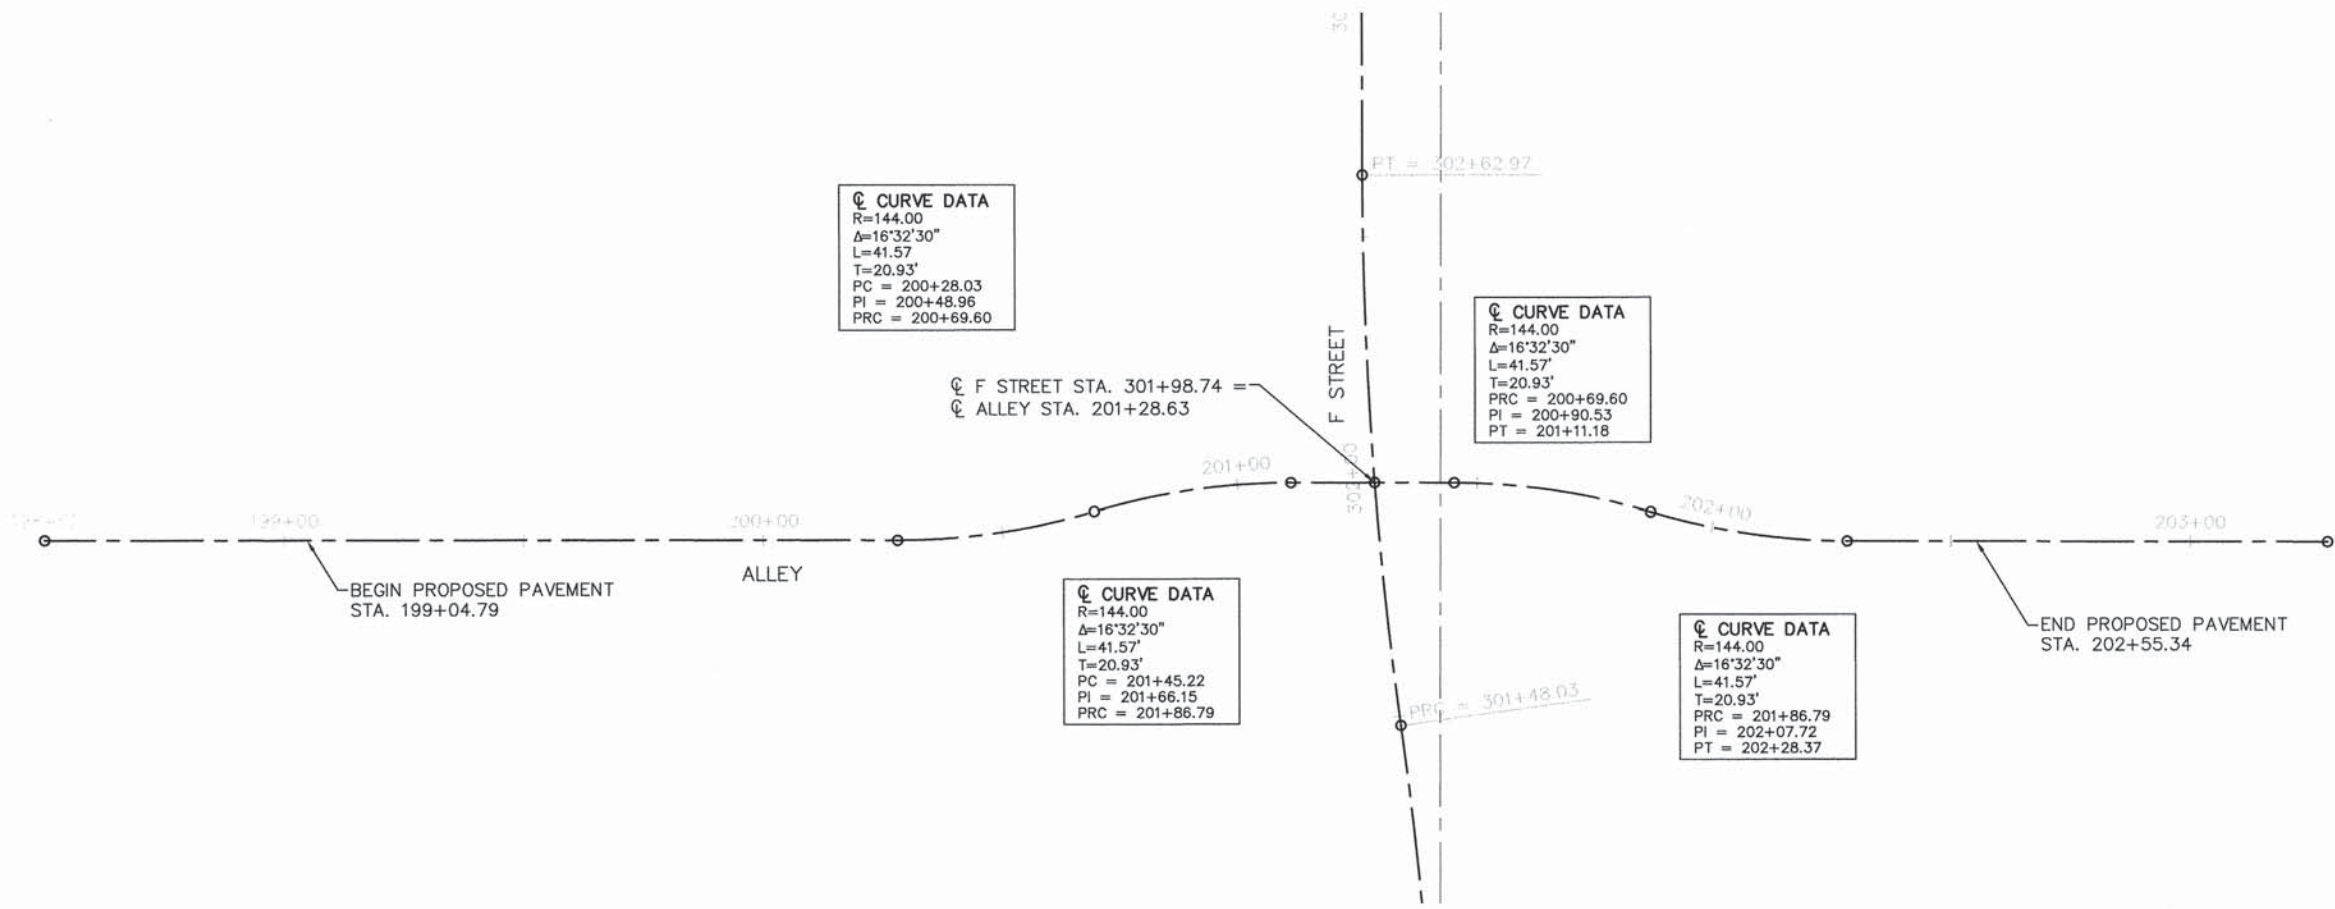 PT = 302+62.97
℄ CURVE DATA
R=144.00
Δ=16°32'30"
L=41.57
T=20.93'
PC = 200+28.03
PI = 200+48.96
PRC = 200+69.60
℄ CURVE DATA
R=144.00
Δ=16°32'30"
L=41.57'
T=20.93'
PRC = 200+69.60
PI = 200+90.53
PT = 201+11.18
F STREET
℄ F STREET STA. 301+98.74 =
℄ ALLEY STA. 201+28.63
201+00
302+00
202+00
199+00
200+00
203+00
ALLEY
BEGIN PROPOSED PAVEMENT
STA. 199+04.79
℄ CURVE DATA
R=144.00
Δ=16°32'30"
L=41.57'
T=20.93'
PC = 201+45.22
PI = 201+66.15
PRC = 201+86.79
℄ CURVE DATA
R=144.00
Δ=16°32'30"
L=41.57'
T=20.93'
PRC = 201+86.79
PI = 202+07.72
PT = 202+28.37
END PROPOSED PAVEMENT
STA. 202+55.34
PRC = 301+48.03